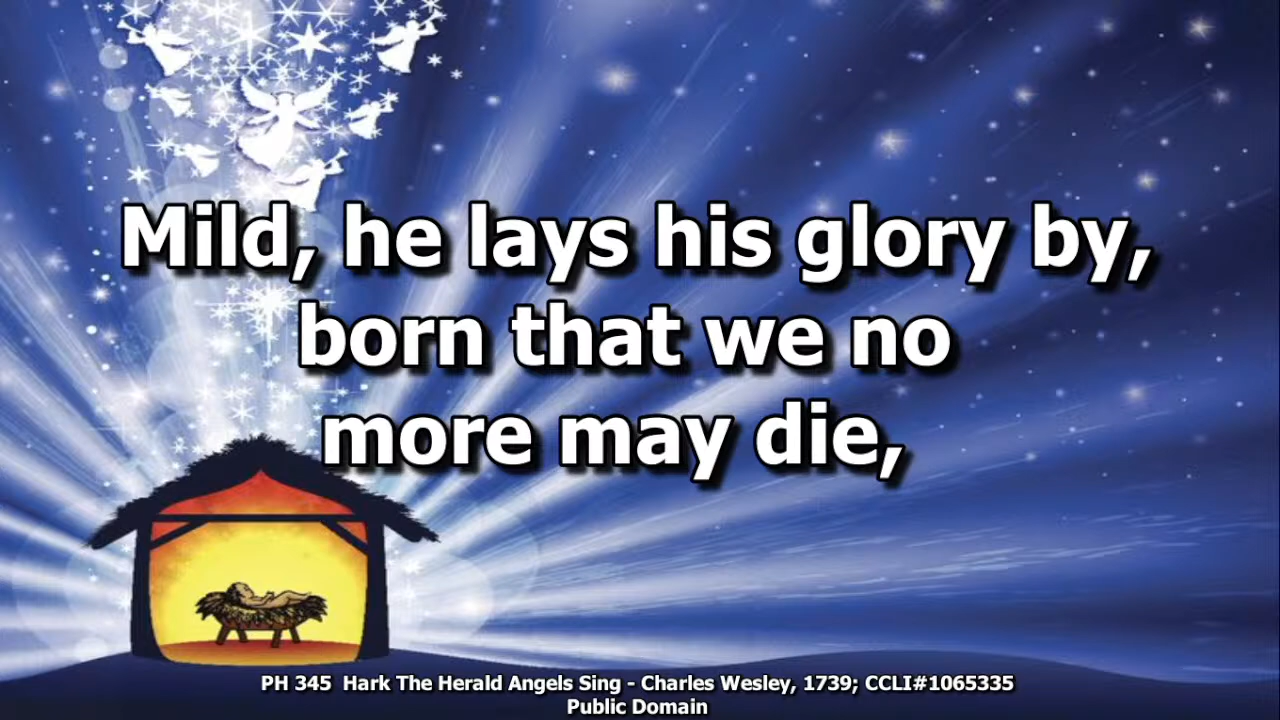 Mild, he lays his glory by,
born that we no
more may die,
PH 345 Hark The Herald Angels Sing - Charles Wesley, 1739; CCLI#1065335
Public Domain